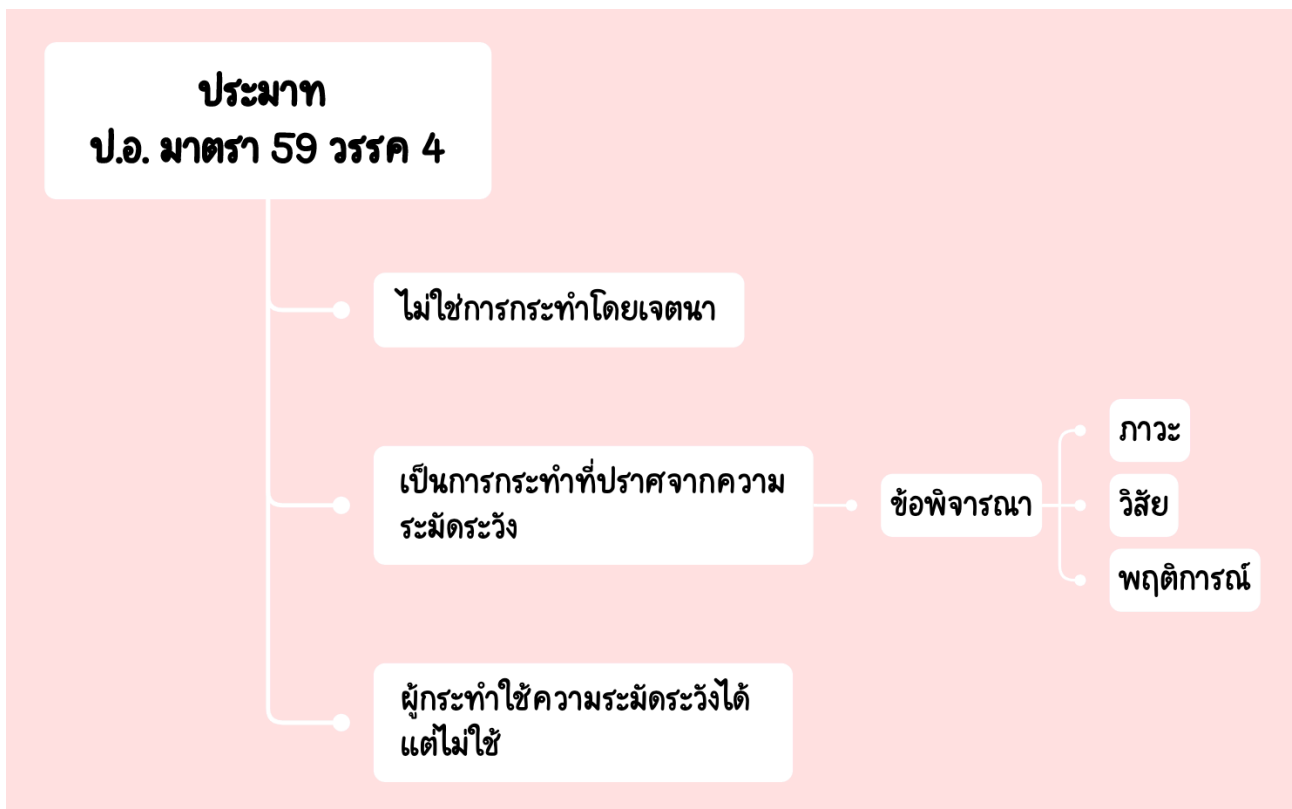 ประมาท
ป.อ. มาตรา 59 วรรค 4
ไม่ใช่การกระทำโดยเจตนา
เป็นการกระทำที่ปราศจากความ
ระมัดระวัง
ข้อพิจารณา
ภาวะ
วิสัย
พฤติการณ์
ผู้กระทำใช้ความระมัดระวังได้
แต่ไม่ใช้